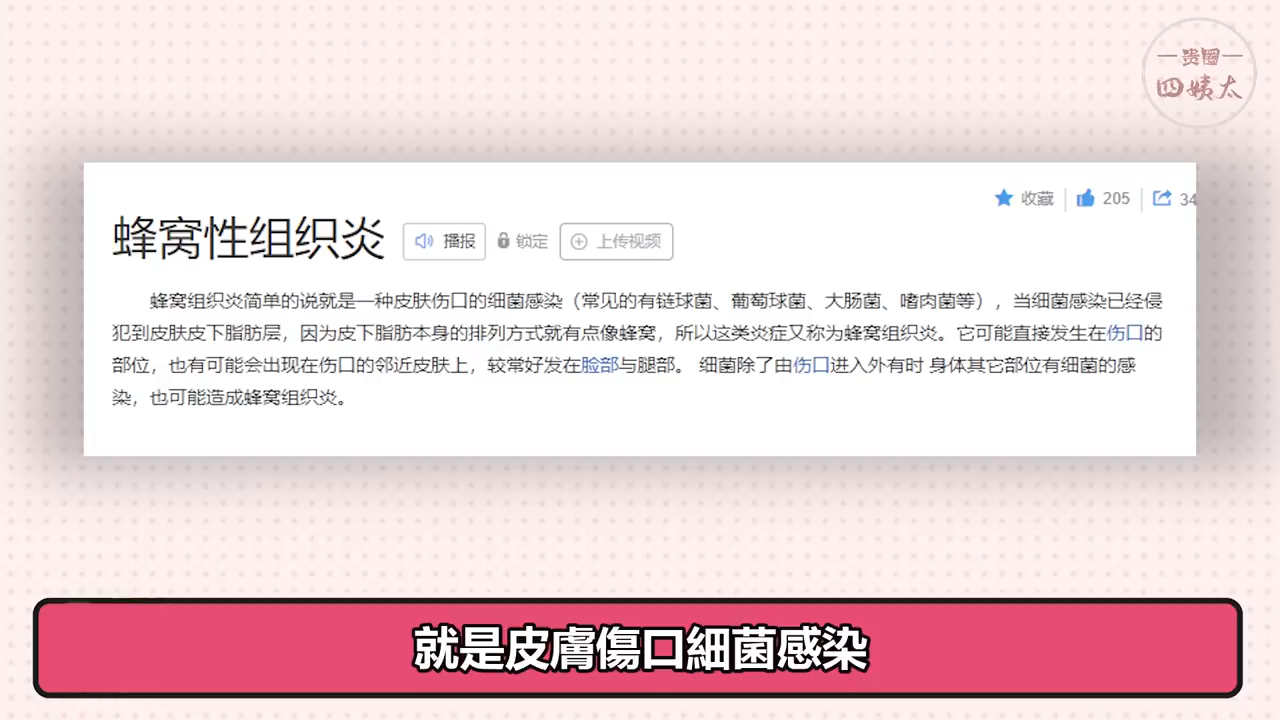 一贵圈一
四姨太
收藏 205 34
蜂窝性组织炎 播报 锁定 上传视频
蜂窝组织炎简单的说就是一种皮肤伤口的细菌感染（常见的有链球菌、葡萄球菌、大肠菌、嗜肉菌等），当细菌感染已经侵
犯到皮肤皮下脂肪层，因为皮下脂肪本身的排列方式就有点像蜂窝，所以这类炎症又称为蜂窝组织炎。它可能直接发生在伤口的
部位，也有可能会出现在伤口的邻近皮肤上，较常好发在脸部与腿部。 细菌除了由伤口进入外有时 身体其它部位有细菌的感
染，也可能造成蜂窝组织炎。
就是皮膚傷口細菌感染